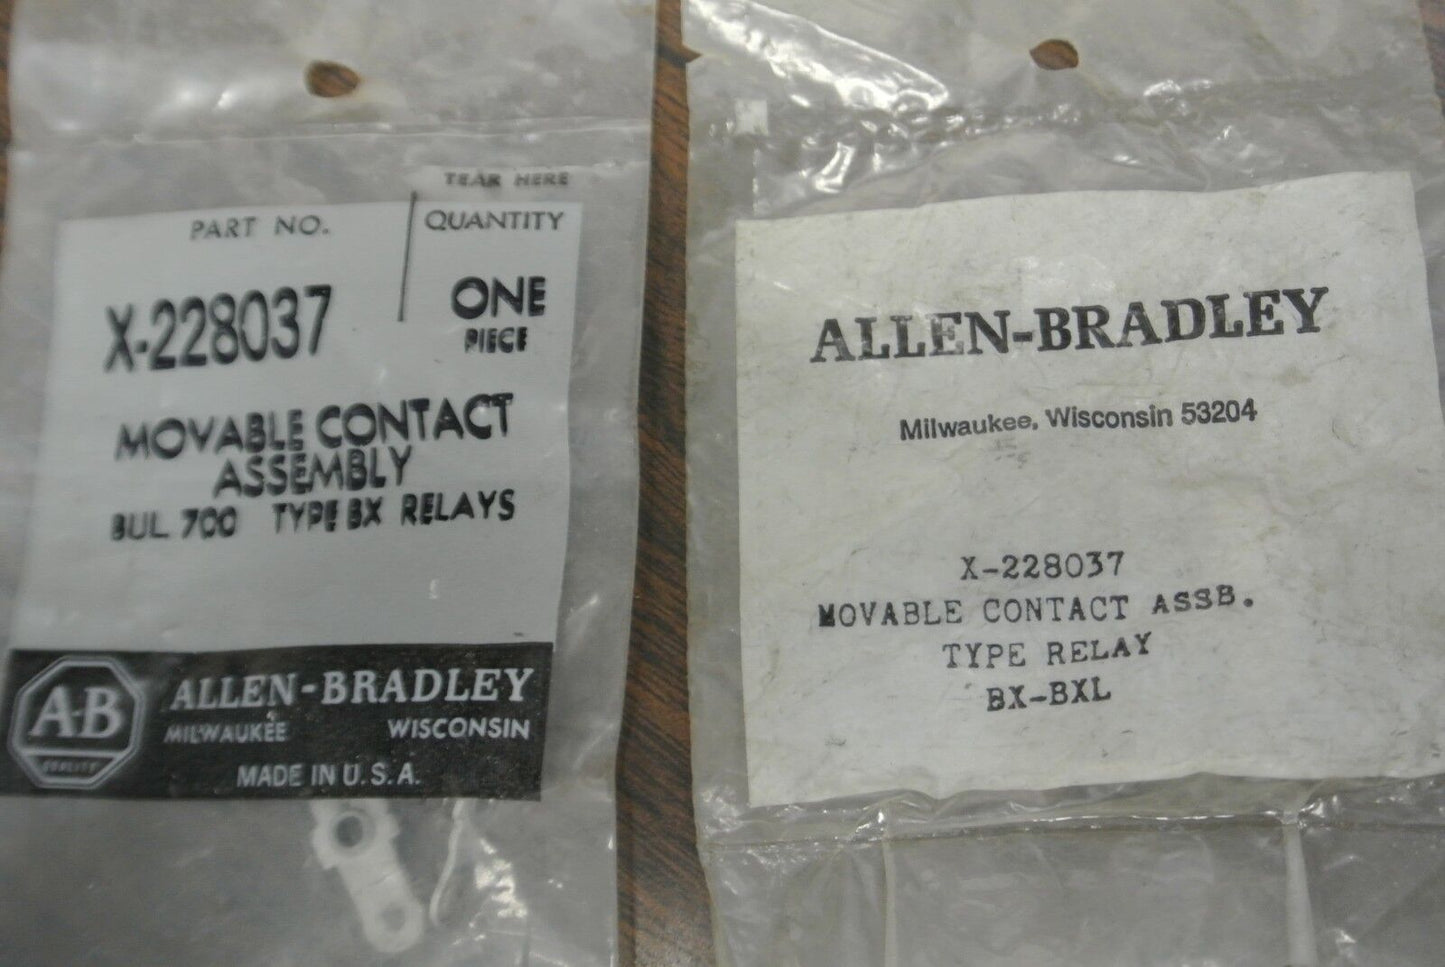 TEAR HERE
PART NO.
QUANTITY
X-228037
ONE
PIECE
MOVABLE CONTACT
ASSEMBLY
BUL. 700 TYPE BX RELAYS
A-B
QUALITY
ALLEN-BRADLEY
MILWAUKEE WISCONSIN
MADE IN U.S.A.
ALLEN-BRADLEY
Milwaukee, Wisconsin 53204
X-228037
MOVABLE CONTACT ASSB.
TYPE RELAY
BX-BXL